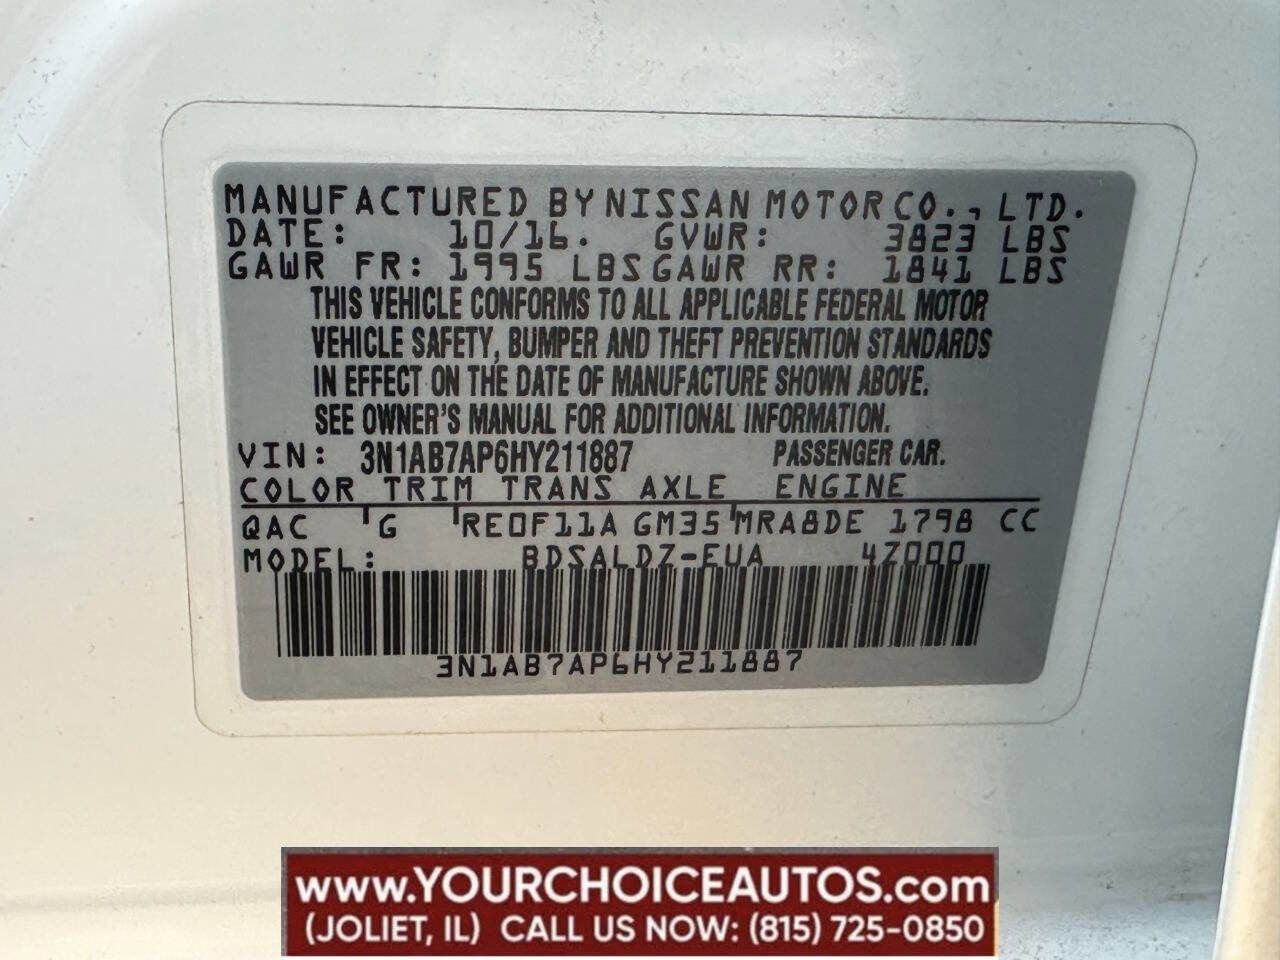 MANUFACTURED BY NISSAN MOTOR CO., LTD.
DATE: 10/16. GVWR: 3823 LBS
GAWR FR: 1995 LBS GAWR RR: 1841 LBS
THIS VEHICLE CONFORMS TO ALL APPLICABLE FEDERAL MOTOR
VEHICLE SAFETY, BUMPER AND THEFT PREVENTION STANDARDS
IN EFFECT ON THE DATE OF MANUFACTURE SHOWN ABOVE.
SEE OWNER'S MANUAL FOR ADDITIONAL INFORMATION.
VIN: 3N1AB7AP6HY211887 PASSENGER CAR.
COLOR TRIM TRANS AXLE ENGINE
QAC G RE0F11A GM35 MRA8DE 1798 CC
MODEL: BDSALDZ-EUA 4Z000
3N1AB7AP6HY211887
www.YOURCHOICEAUTOS.com
(JOLIET, IL) CALL US NOW: (815) 725-0850